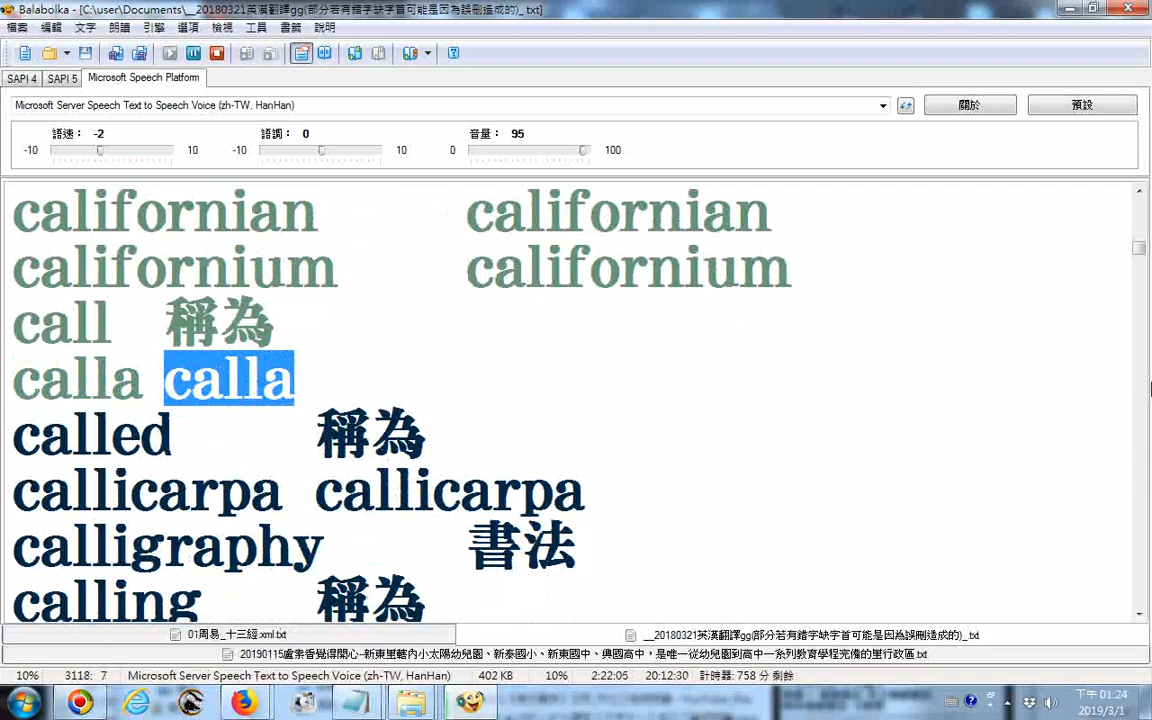 Balabolka - [C:\user\Documents\__20180321英漢翻譯gg(部分若有錯字缺字首可能是因為誤刪造成的)_.txt]
檔案 編輯 文字 朗讀 引擎 選項 檢視 工具 書籤 說明
SAPI 4 SAPI 5 Microsoft Speech Platform
Microsoft Server Speech Text to Speech Voice (zh-TW, HanHan) 關於 預設
語速： -2 語調： 0 音量： 95
-10 10 -10 10 0 100
californian californian
californium californium
call 稱為
calla calla
called 稱為
callicarpa callicarpa
calligraphy 書法
calling 稱為
01周易_十三經.xml.txt __20180321英漢翻譯gg(部分若有錯字缺字首可能是因為誤刪造成的)_.txt
20190115盧素香覺得開心-新東里轄內小太陽幼兒園、新泰國小、新東國中、興國高中，是唯一從幼兒園到高中一系列教育學程完備的里行政區.txt
10% 3118: 7 Microsoft Server Speech Text to Speech Voice (zh-TW, HanHan) 402 KB 10% 2:22:05 20:12:30 計時器: 758 分 剩餘
下午 01:24
2019/3/1